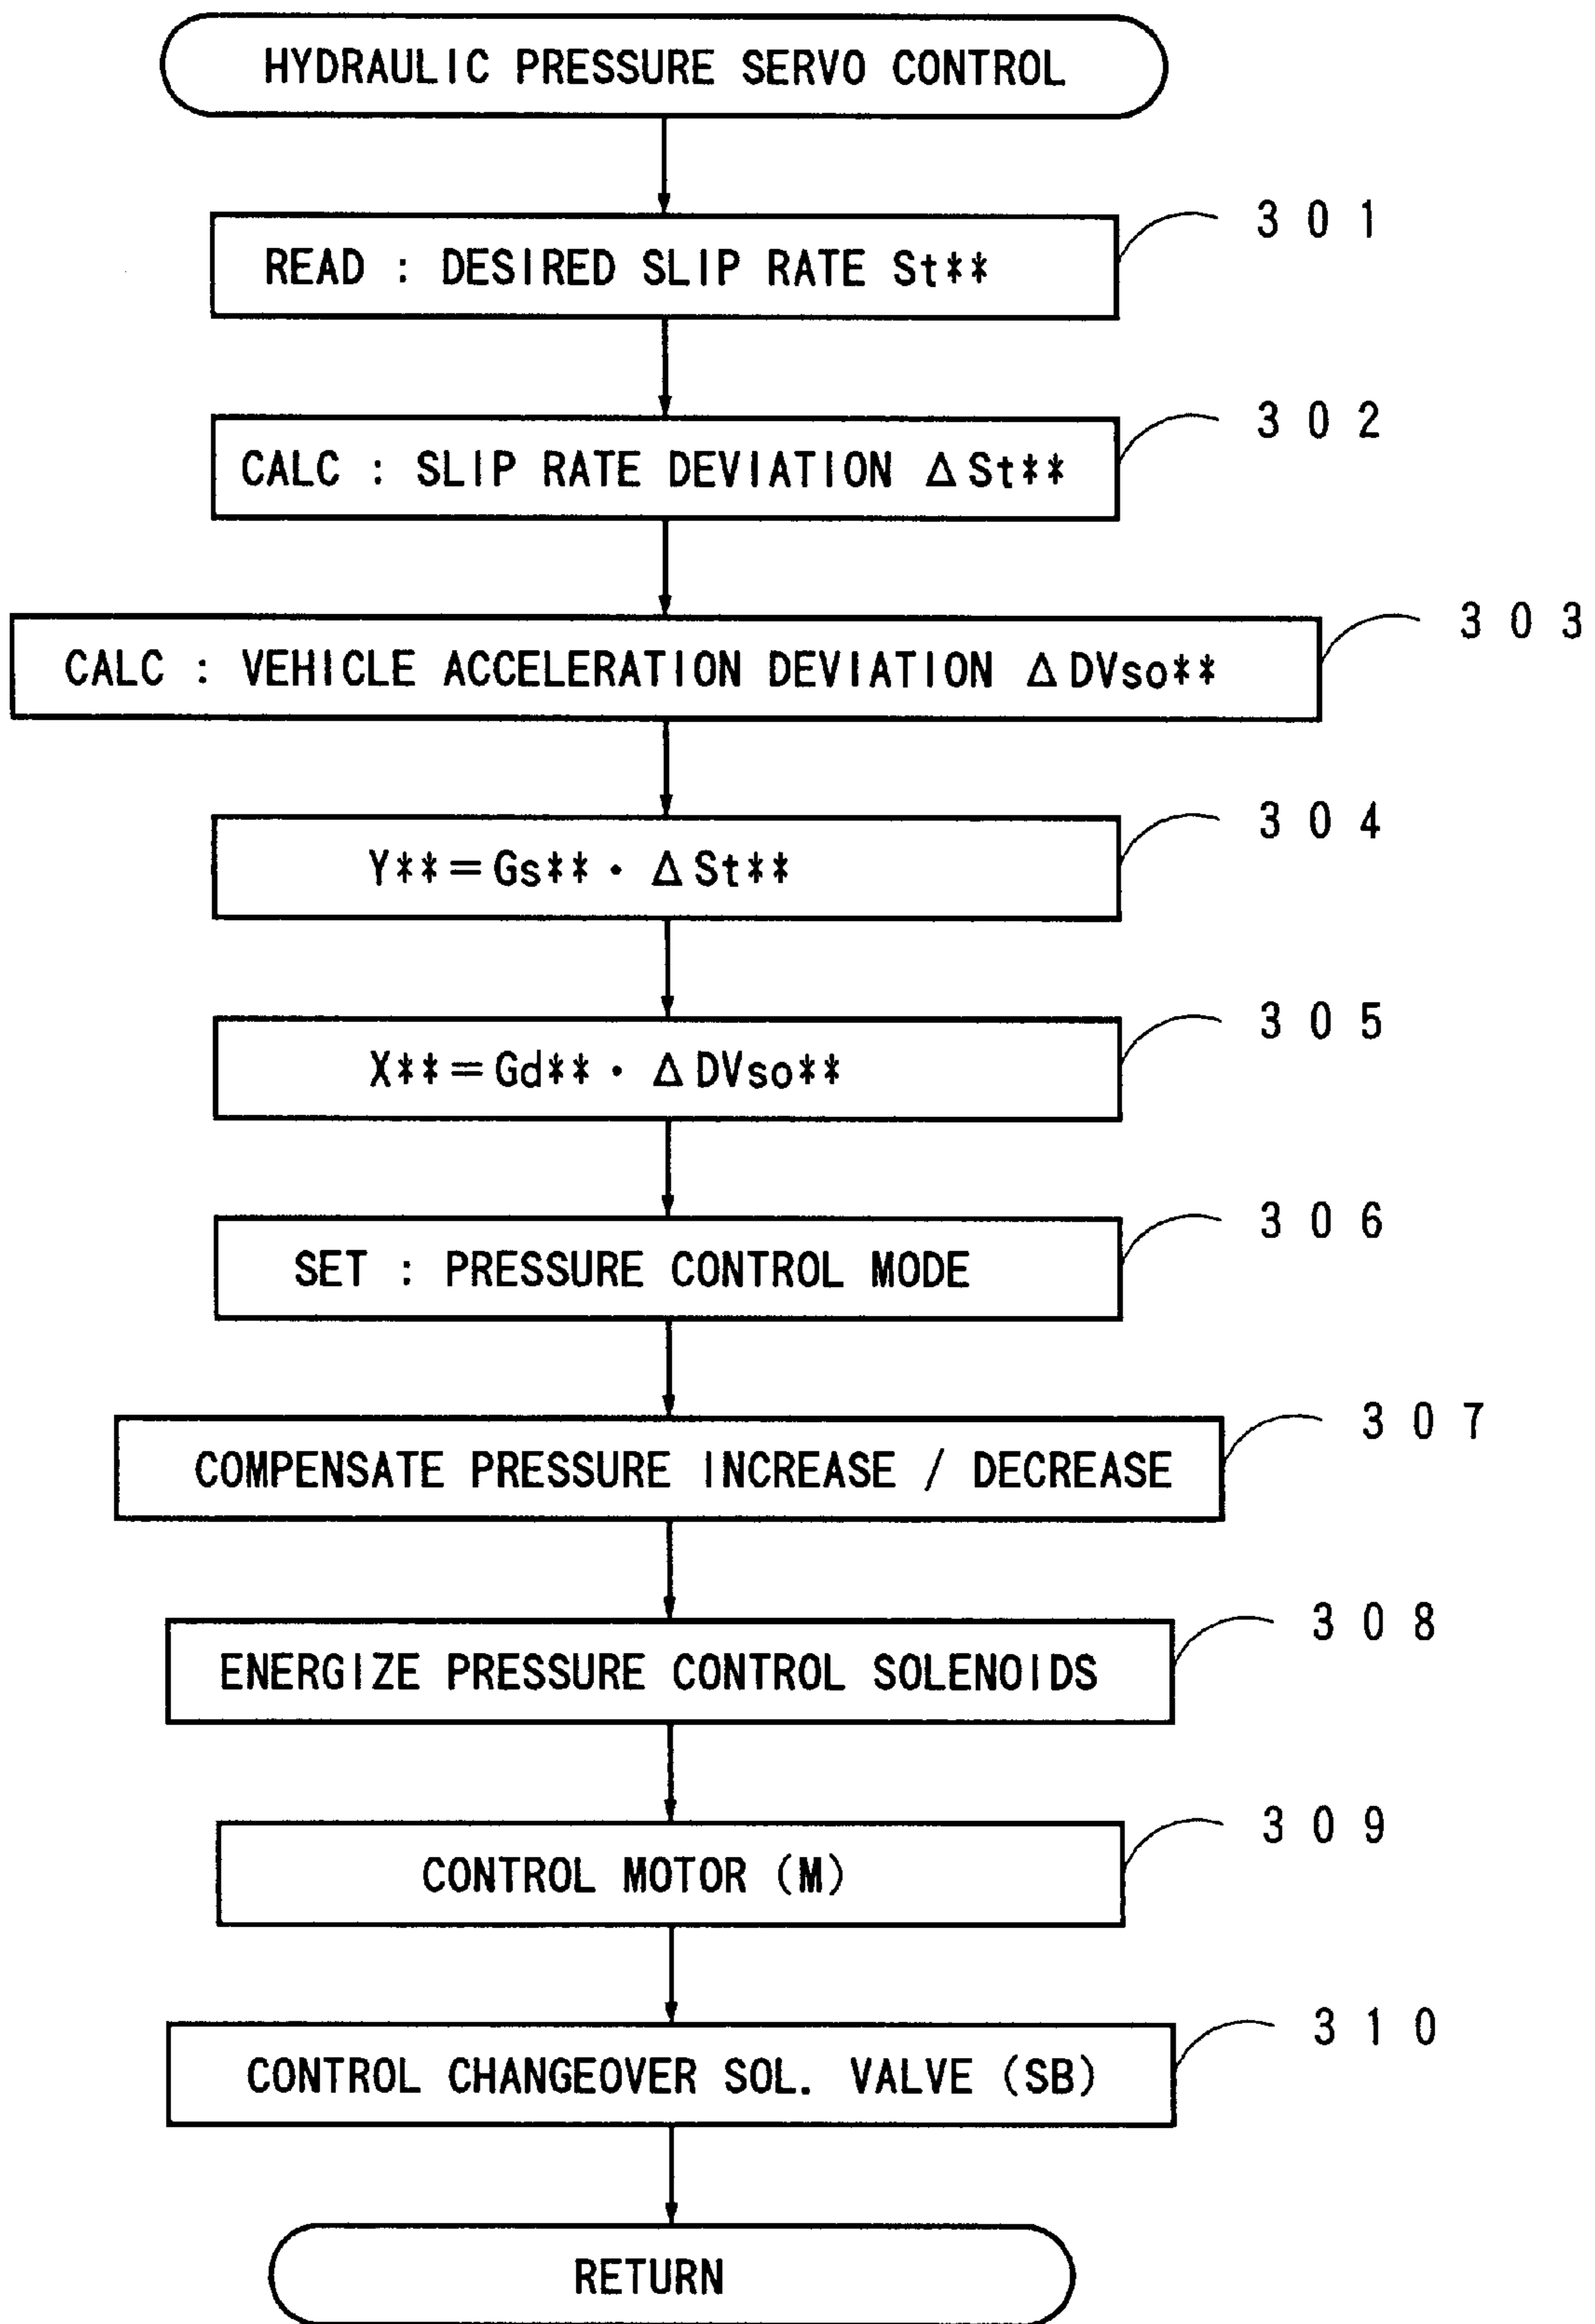 HYDRAULIC PRESSURE SERVO CONTROL
301
READ : DESIRED SLIP RATE St**
302
CALC : SLIP RATE DEVIATION ΔSt**
303
CALC : VEHICLE ACCELERATION DEVIATION ΔDVso**
304
Y**=Gs**・ΔSt**
305
X**=Gd**・ΔDVso**
306
SET : PRESSURE CONTROL MODE
307
COMPENSATE PRESSURE INCREASE / DECREASE
308
ENERGIZE PRESSURE CONTROL SOLENOIDS
309
CONTROL MOTOR (M)
310
CONTROL CHANGEOVER SOL. VALVE (SB)
RETURN